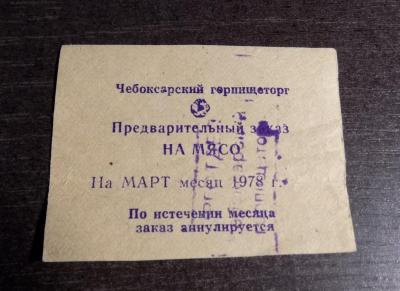 Чебоксарский горпищеторг
Предварительный заказ
НА МЯСО
На МАРТ месяц 1978 г.
По истечении месяца
заказ аннулируется